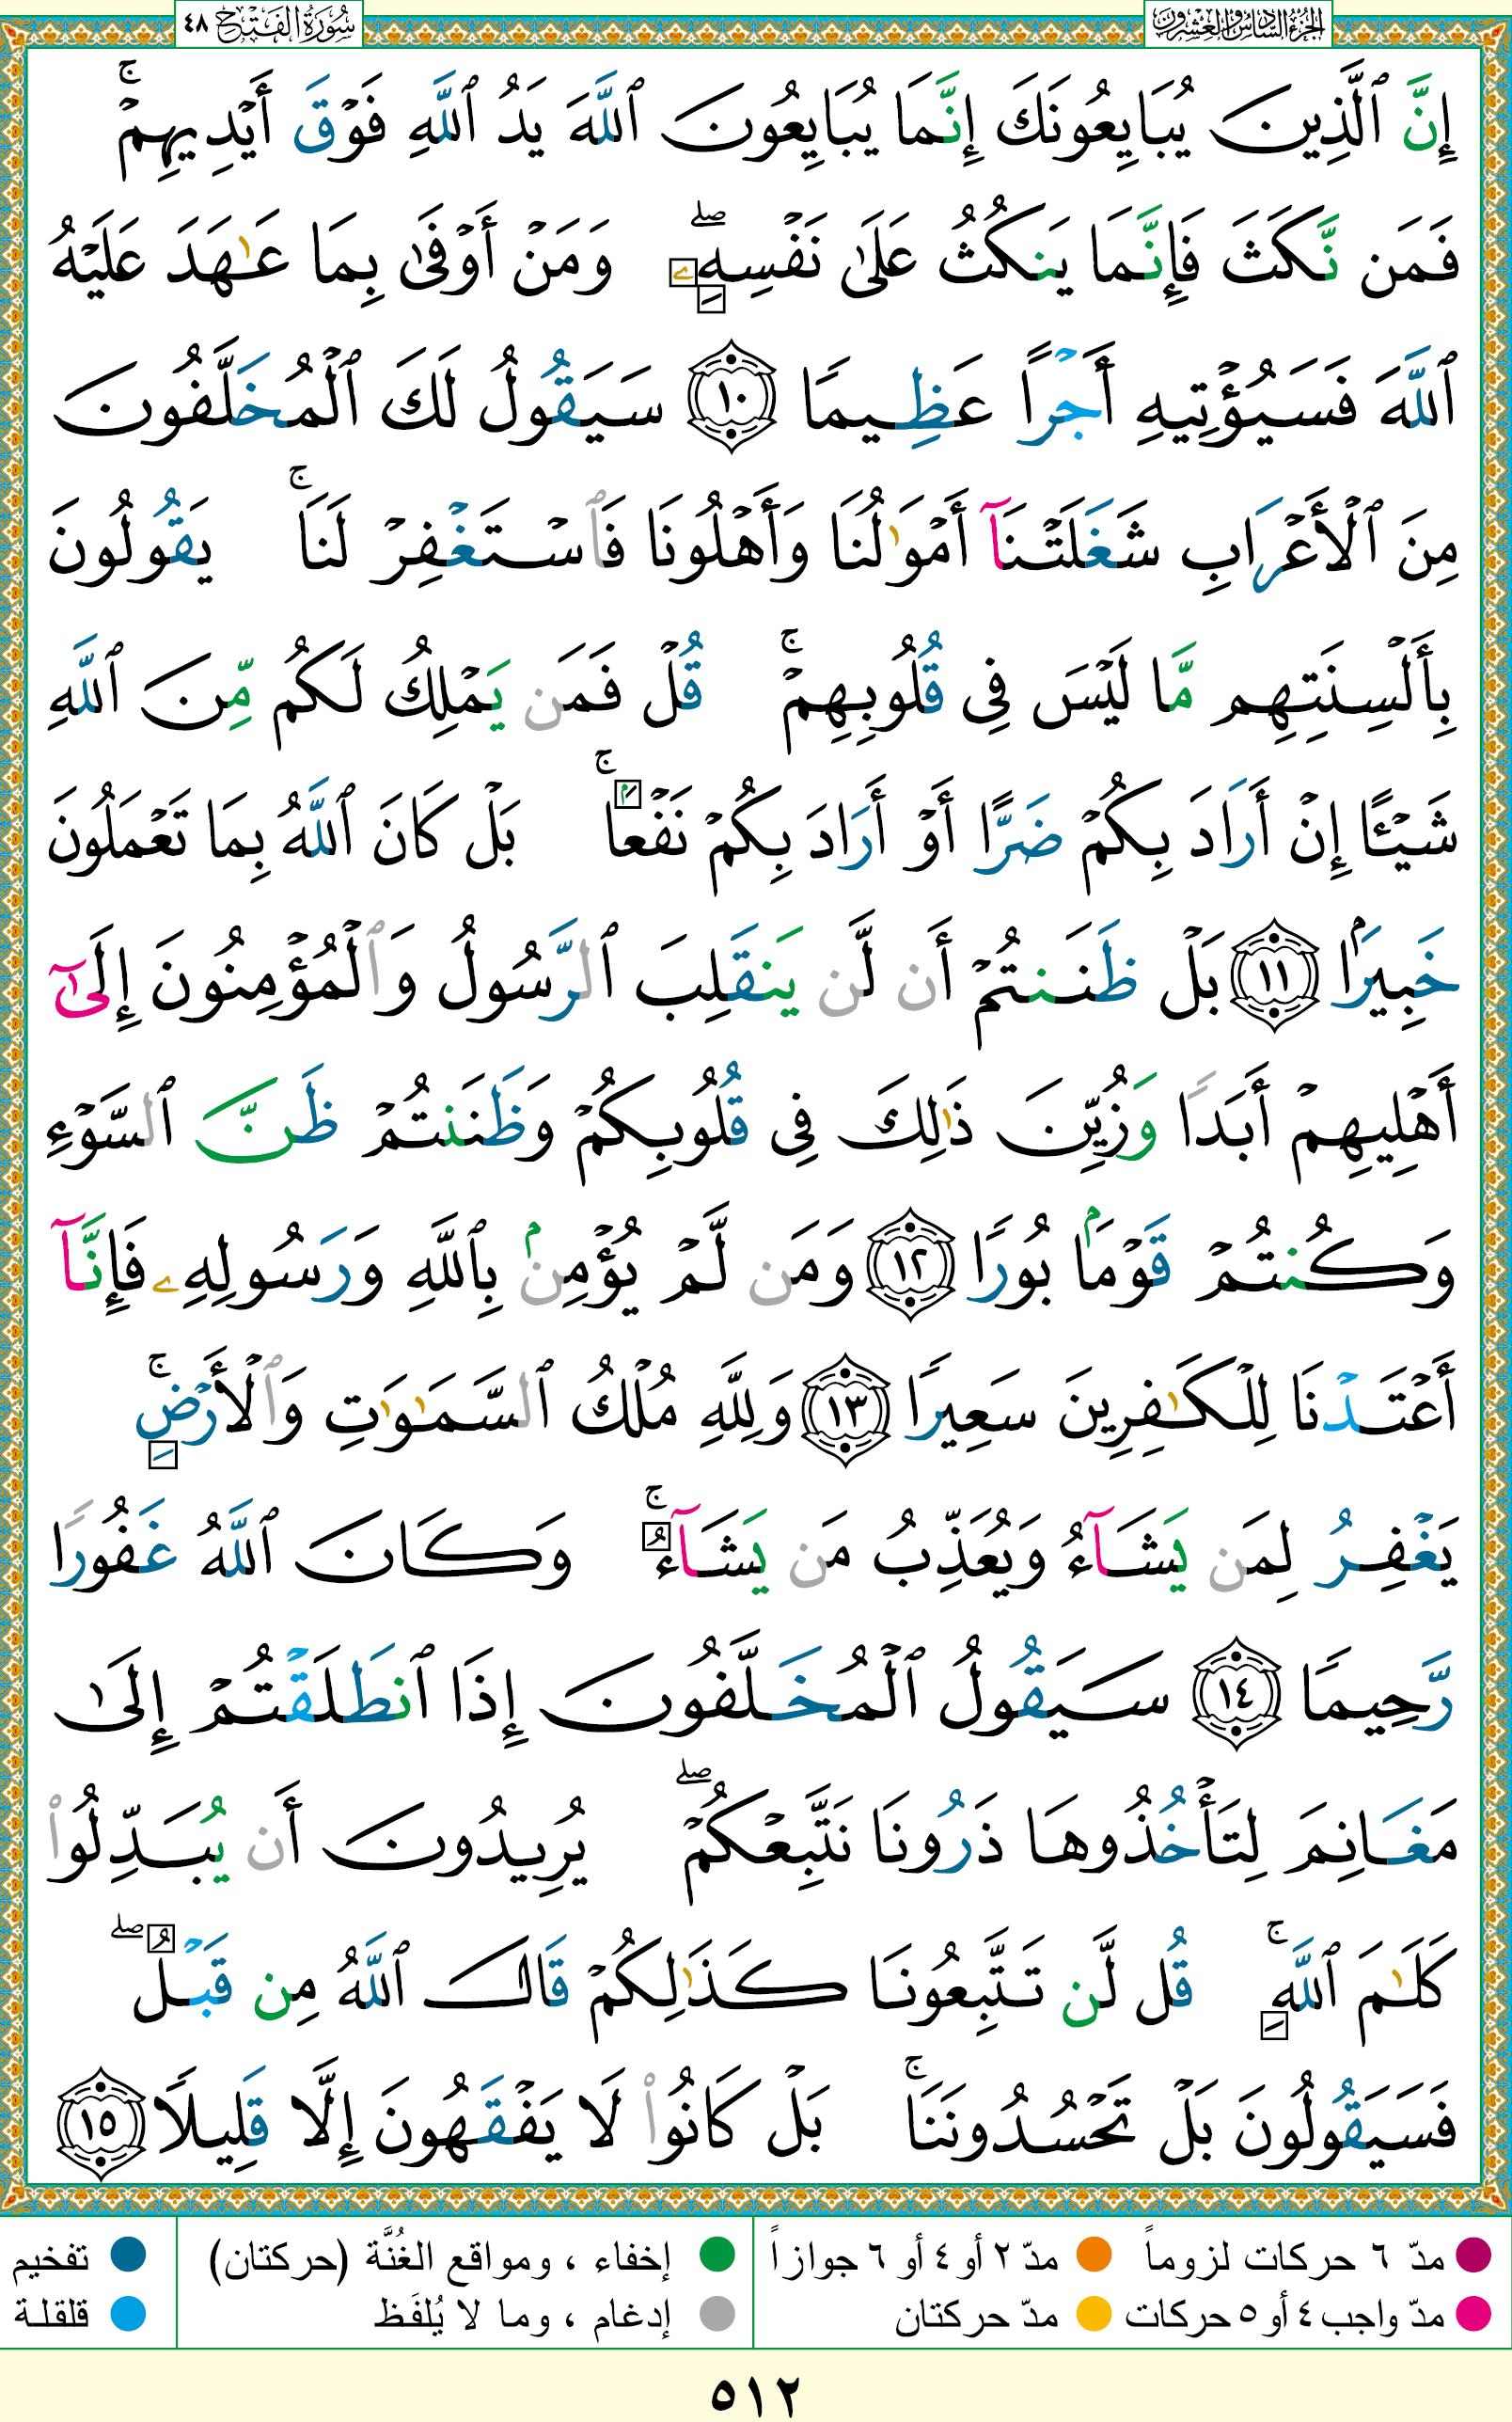 الجزء السادس والعشرون
سُورَةُ الفَتْح ٤٨
إِنَّ ٱلَّذِينَ يُبَايِعُونَكَ إِنَّمَا يُبَايِعُونَ ٱللَّهَ يَدُ ٱللَّهِ فَوْقَ أَيْدِيهِمْ ۚ
فَمَن نَّكَثَ فَإِنَّمَا يَنكُثُ عَلَىٰ نَفْسِهِۦ ۖ وَمَنْ أَوْفَىٰ بِمَا عَٰهَدَ عَلَيْهُ
ٱللَّهَ فَسَيُؤْتِيهِ أَجْرًا عَظِيمًا ١٠ سَيَقُولُ لَكَ ٱلْمُخَلَّفُونَ
مِنَ ٱلْأَعْرَابِ شَغَلَتْنَآ أَمْوَٰلُنَا وَأَهْلُونَا فَٱسْتَغْفِرْ لَنَا ۚ يَقُولُونَ
بِأَلْسِنَتِهِم مَّا لَيْسَ فِى قُلُوبِهِمْ ۚ قُلْ فَمَن يَمْلِكُ لَكُم مِّنَ ٱللَّهِ
شَيْـًٔا إِنْ أَرَادَ بِكُمْ ضَرًّا أَوْ أَرَادَ بِكُمْ نَفْعَۢا ۚ بَلْ كَانَ ٱللَّهُ بِمَا تَعْمَلُونَ
خَبِيرَۢا ١١ بَلْ ظَنَنتُمْ أَن لَّن يَنقَلِبَ ٱلرَّسُولُ وَٱلْمُؤْمِنُونَ إِلَىٰٓ
أَهْلِيهِمْ أَبَدًا وَزُيِّنَ ذَٰلِكَ فِى قُلُوبِكُمْ وَظَنَنتُمْ ظَنَّ ٱلسَّوْءِ
وَكُنتُمْ قَوْمَۢا بُورًا ١٢ وَمَن لَّمْ يُؤْمِنۢ بِٱللَّهِ وَرَسُولِهِۦ فَإِنَّآ
أَعْتَدْنَا لِلْكَٰفِرِينَ سَعِيرًا ١٣ وَلِلَّهِ مُلْكُ ٱلسَّمَٰوَٰتِ وَٱلْأَرْضِ ۚ
يَغْفِرُ لِمَن يَشَآءُ وَيُعَذِّبُ مَن يَشَآءُ ۚ وَكَانَ ٱللَّهُ غَفُورًا
رَّحِيمًا ١٤ سَيَقُولُ ٱلْمُخَلَّفُونَ إِذَا ٱنطَلَقْتُمْ إِلَىٰ
مَغَانِمَ لِتَأْخُذُوهَا ذَرُونَا نَتَّبِعْكُمْ ۖ يُرِيدُونَ أَن يُبَدِّلُوا۟
كَلَٰمَ ٱللَّهِ ۚ قُل لَّن تَتَّبِعُونَا كَذَٰلِكُمْ قَالَ ٱللَّهُ مِن قَبْلُ ۖ
فَسَيَقُولُونَ بَلْ تَحْسُدُونَنَا ۚ بَلْ كَانُوا۟ لَا يَفْقَهُونَ إِلَّا قَلِيلًا ١٥
مدّ ٦ حركات لزوماً مدّ ٢ أو ٤ أو ٦ جوازاً إخفاء ، ومواقع الغُنَّة (حركتان) تفخيم
مدّ واجب ٤ أو ٥ حركات مدّ حركتان إدغام ، وما لا يُلفَظ قلقلة
٥١٢